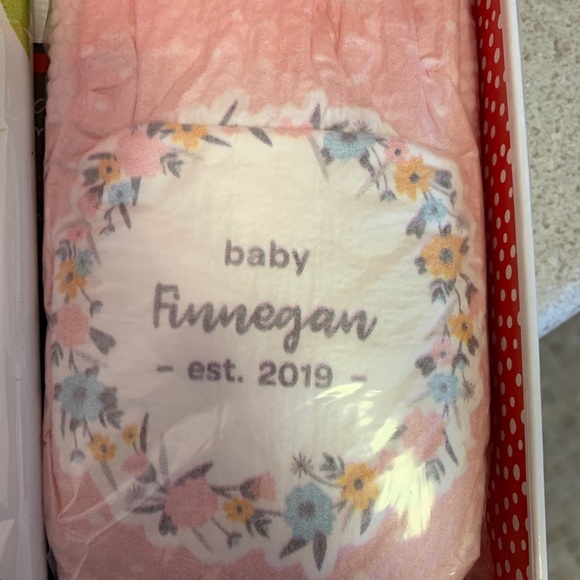 baby
Finnegan
- est. 2019 -